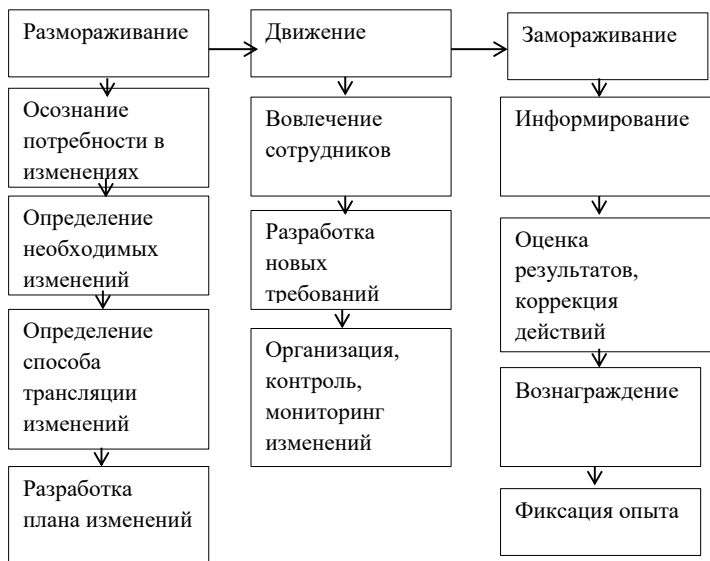 Размораживание
Осознание
потребности в
изменениях
Определение
необходимых
изменений
Определение
способа
трансляции
изменений
Разработка
плана изменений
Движение
Вовлечение
сотрудников
Разработка
новых
требований
Организация,
контроль,
мониторинг
изменений
Замораживание
Информирование
Оценка
результатов,
коррекция
действий
Вознаграждение
Фиксация опыта